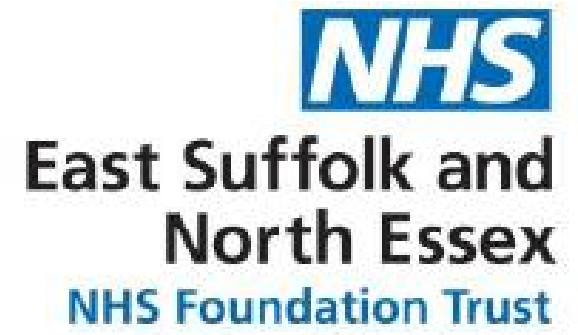 NHS
East Suffolk and
North Essex
NHS Foundation Trust